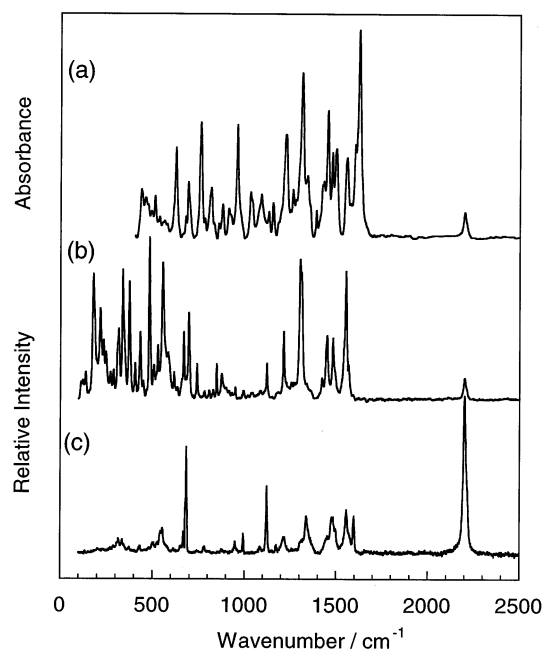 (a)
Absorbance
(b)
Relative Intensity
(c)
0 500 1000 1500 2000 2500
Wavenumber / cm⁻¹